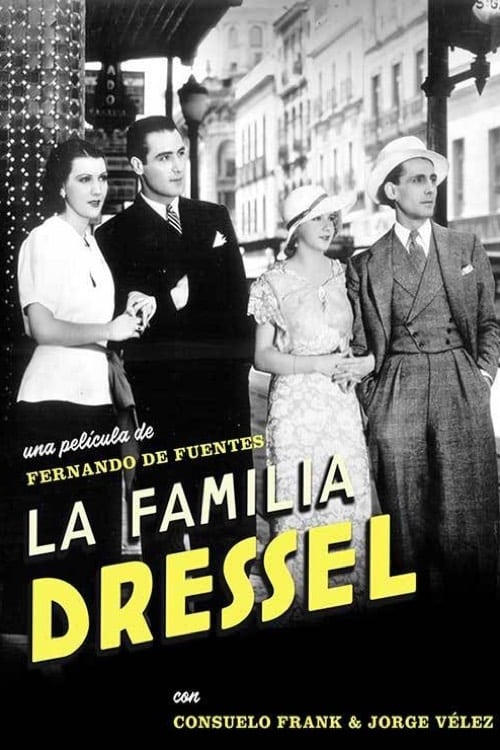 una película de
FERNANDO DE FUENTES
LA FAMILIA
DRESSEL
con
CONSUELO FRANK & JORGE VÉLEZ